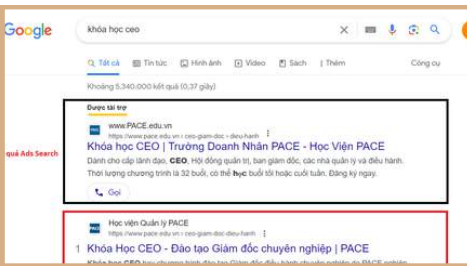 Google
khóa học ceo
Tất cả Tin tức Hình ảnh Video Sách Thêm Công cụ
Khoảng 5.340.000 kết quả (0,37 giây)
Được tài trợ
www.PACE.edu.vn
https://www.pace.edu.vn › ceo-giam-doc › dieu-hanh
quả Ads Search
Khóa học CEO | Trường Doanh Nhân PACE - Học Viện PACE
Dành cho cấp lãnh đạo, CEO, Hội đồng quản trị, ban giám đốc, các nhà quản lý và điều hành.
Thời lượng chương trình là 32 buổi, có thể học buổi tối hoặc cuối tuần. Đăng ký ngay.
Gọi
Học viện Quản lý PACE
https://www.pace.edu.vn › ceo-giam-doc-dieu-hanh
1 Khóa Học CEO - Đào tạo Giám đốc chuyên nghiệp | PACE